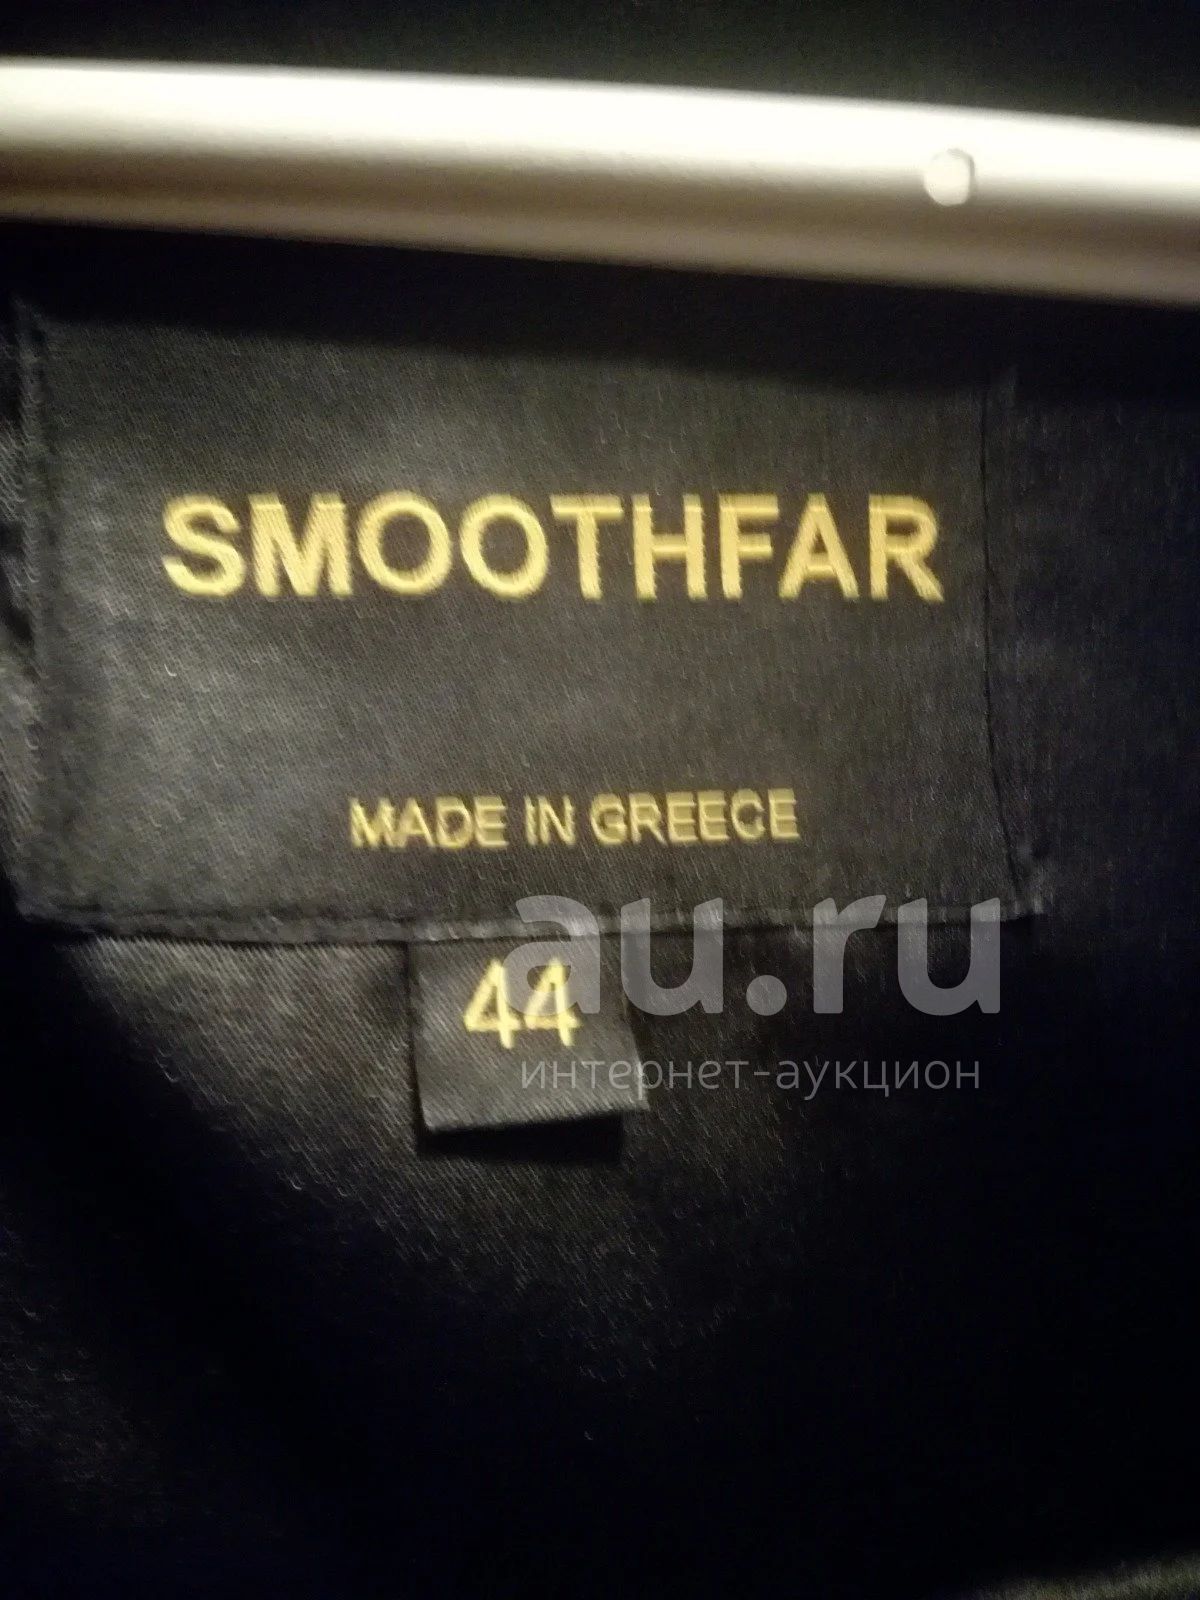 SMOOTHFAR
MADE IN GREECE
au.ru
44
интернет-аукцион